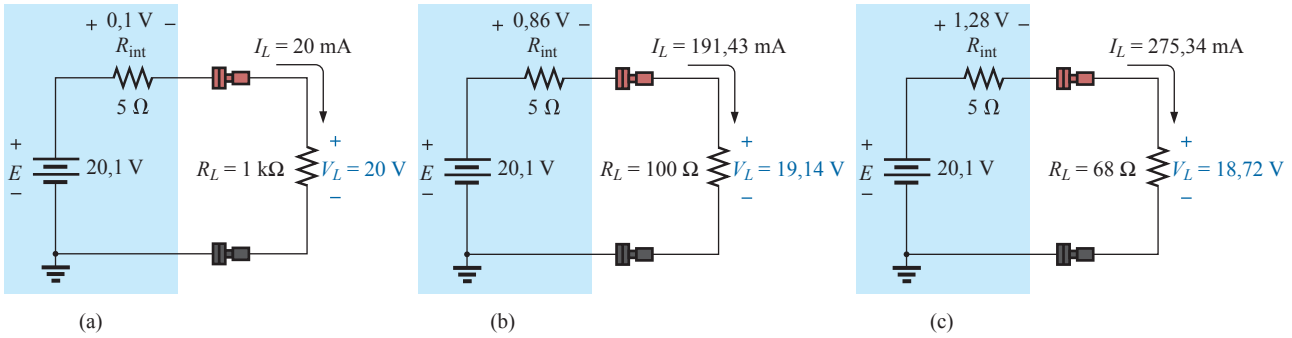 + 0,1 V −
R_int
5 Ω
I_L = 20 mA
+
E
−
20,1 V
R_L = 1 kΩ
+
V_L = 20 V
−
(a)
+ 0,86 V −
R_int
5 Ω
I_L = 191,43 mA
+
E
−
20,1 V
R_L = 100 Ω
+
V_L = 19,14 V
−
(b)
+ 1,28 V −
R_int
5 Ω
I_L = 275,34 mA
+
E
−
20,1 V
R_L = 68 Ω
+
V_L = 18,72 V
−
(c)